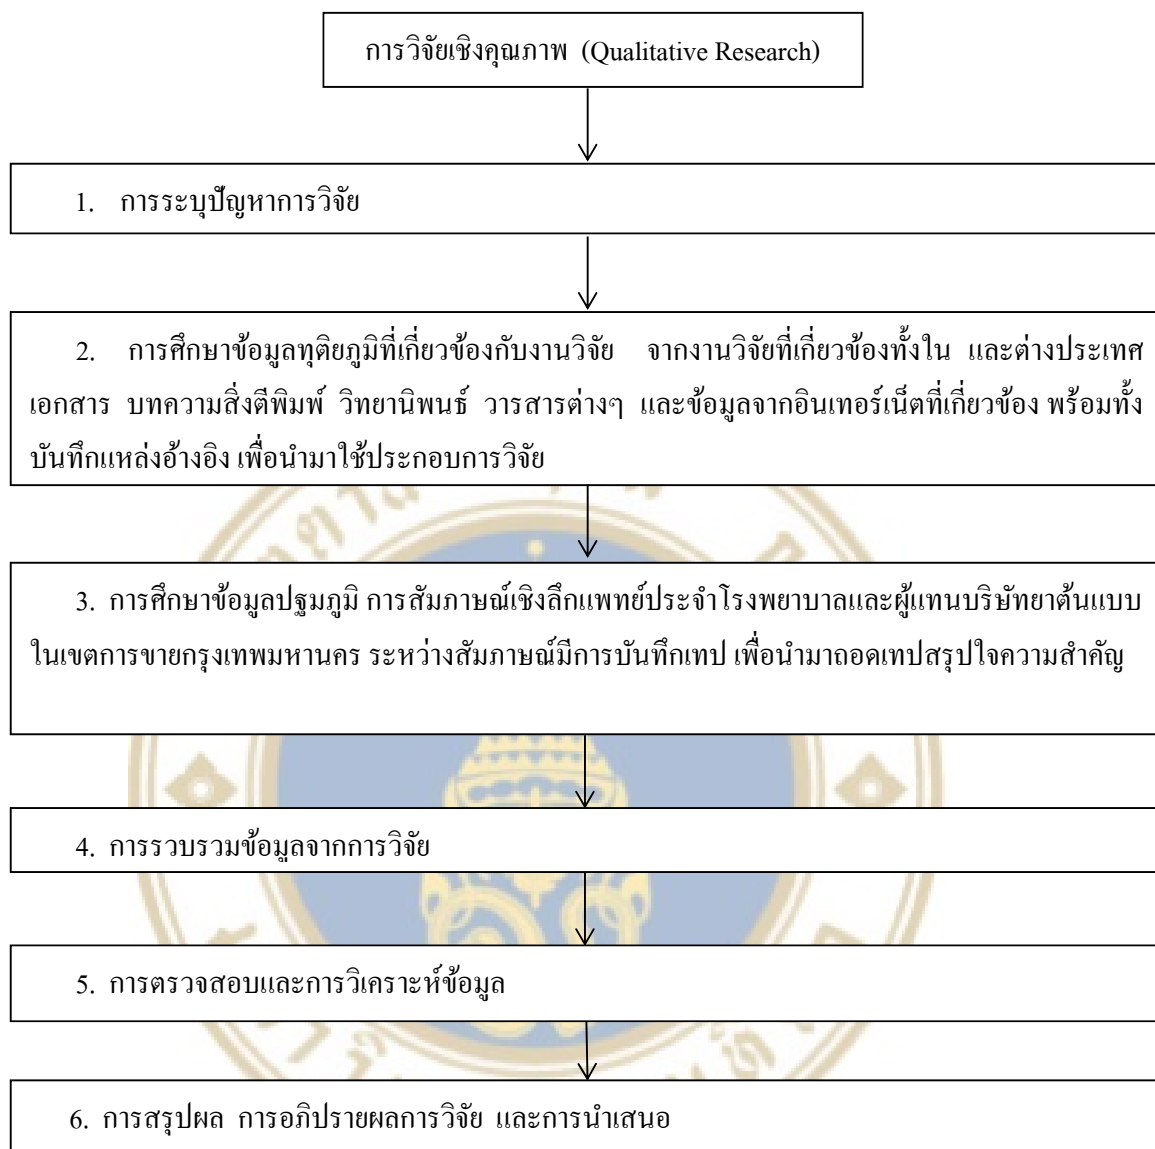 การวิจัยเชิงคุณภาพ (Qualitative Research)
1. การระบุปัญหาการวิจัย
2. การศึกษาข้อมูลทุติยภูมิที่เกี่ยวข้องกับงานวิจัย จากงานวิจัยที่เกี่ยวข้องทั้งใน และต่างประเทศ
เอกสาร บทความสิ่งตีพิมพ์ วิทยานิพนธ์ วารสารต่างๆ และข้อมูลจากอินเทอร์เน็ตที่เกี่ยวข้อง พร้อมทั้ง
บันทึกแหล่งอ้างอิง เพื่อนำมาใช้ประกอบการวิจัย
3. การศึกษาข้อมูลปฐมภูมิ การสัมภาษณ์เชิงลึกแพทย์ประจำโรงพยาบาลและผู้แทนบริษัทยาต้นแบบ
ในเขตการขายกรุงเทพมหานคร ระหว่างสัมภาษณ์มีการบันทึกเทป เพื่อนำมาถอดเทปสรุปใจความสำคัญ
4. การรวบรวมข้อมูลจากการวิจัย
5. การตรวจสอบและการวิเคราะห์ข้อมูล
6. การสรุปผล การอภิปรายผลการวิจัย และการนำเสนอ